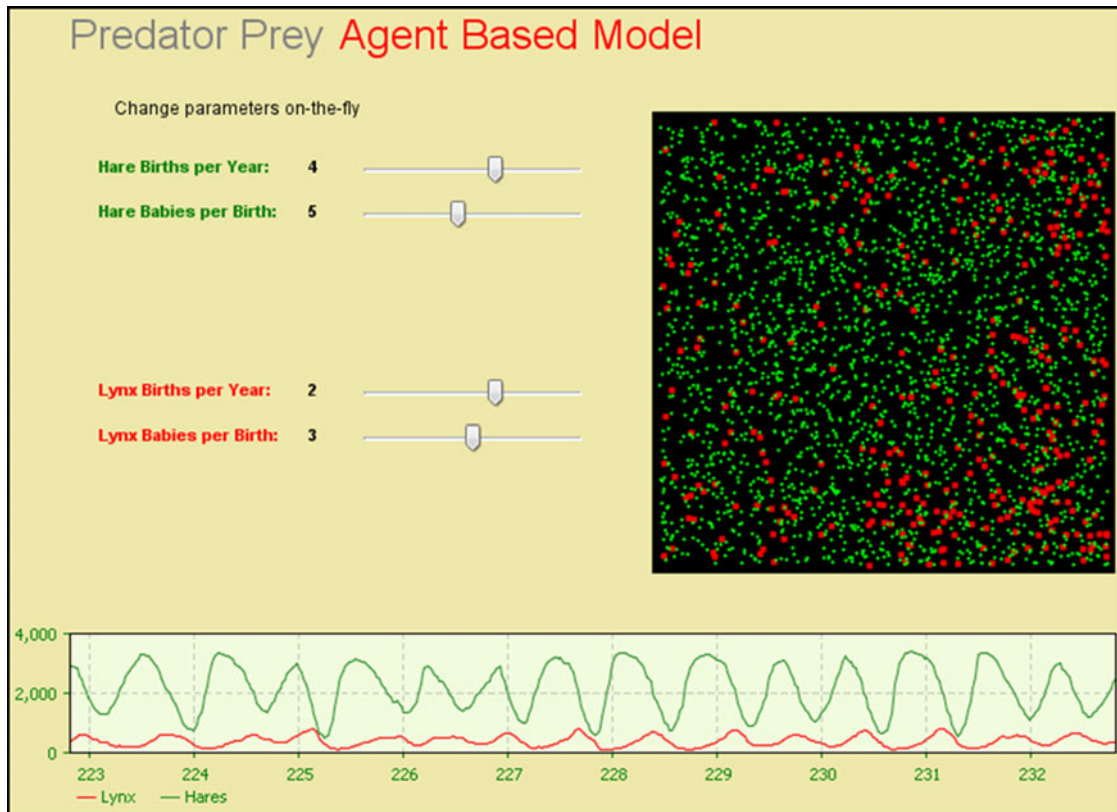 Predator Prey Agent Based Model
Change parameters on-the-fly
Hare Births per Year: 4
Hare Babies per Birth: 5
Lynx Births per Year: 2
Lynx Babies per Birth: 3
4,000
2,000
0
223 224 225 226 227 228 229 230 231 232
Lynx Hares